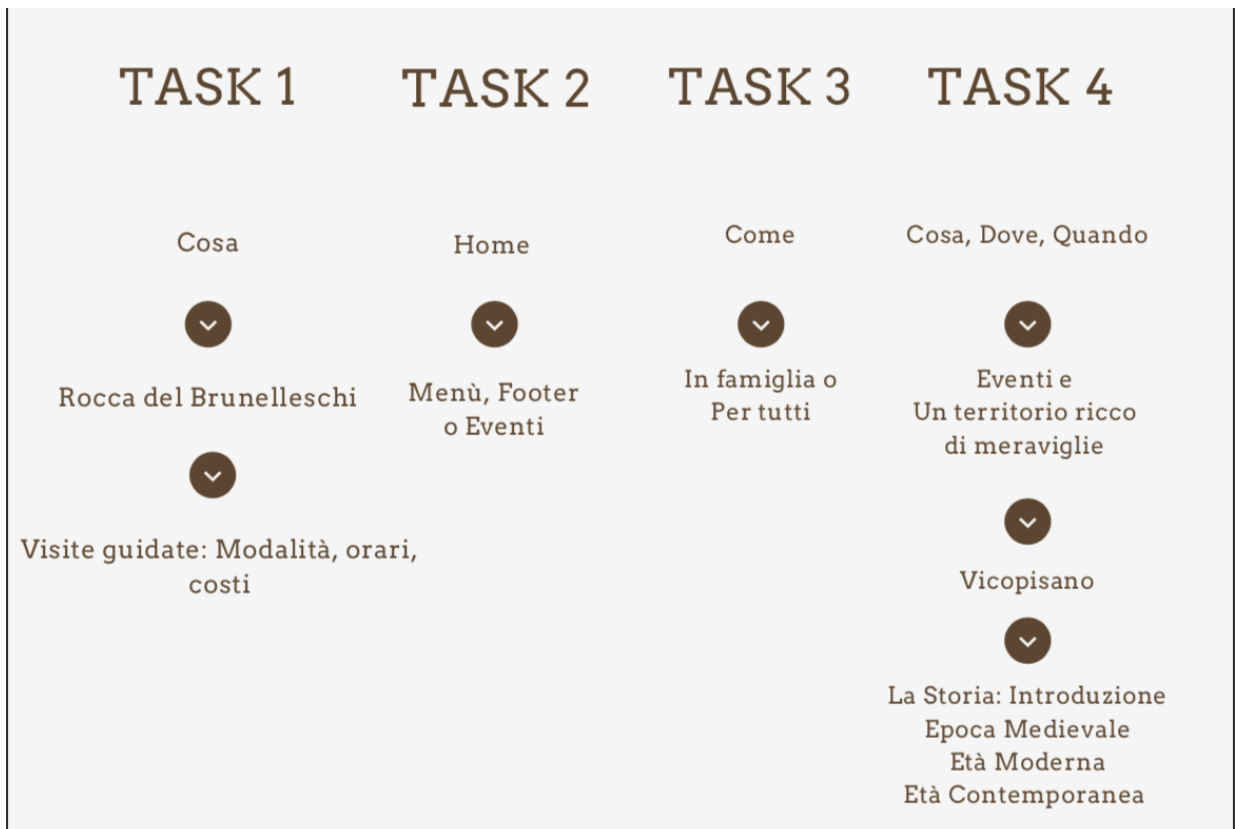 TASK 1
Cosa
Rocca del Brunelleschi
Visite guidate: Modalità, orari,
costi
TASK 2
Home
Menù, Footer
o Eventi
TASK 3
Come
In famiglia o
Per tutti
TASK 4
Cosa, Dove, Quando
Eventi e
Un territorio ricco
di meraviglie
Vicopisano
La Storia: Introduzione
Epoca Medievale
Età Moderna
Età Contemporanea